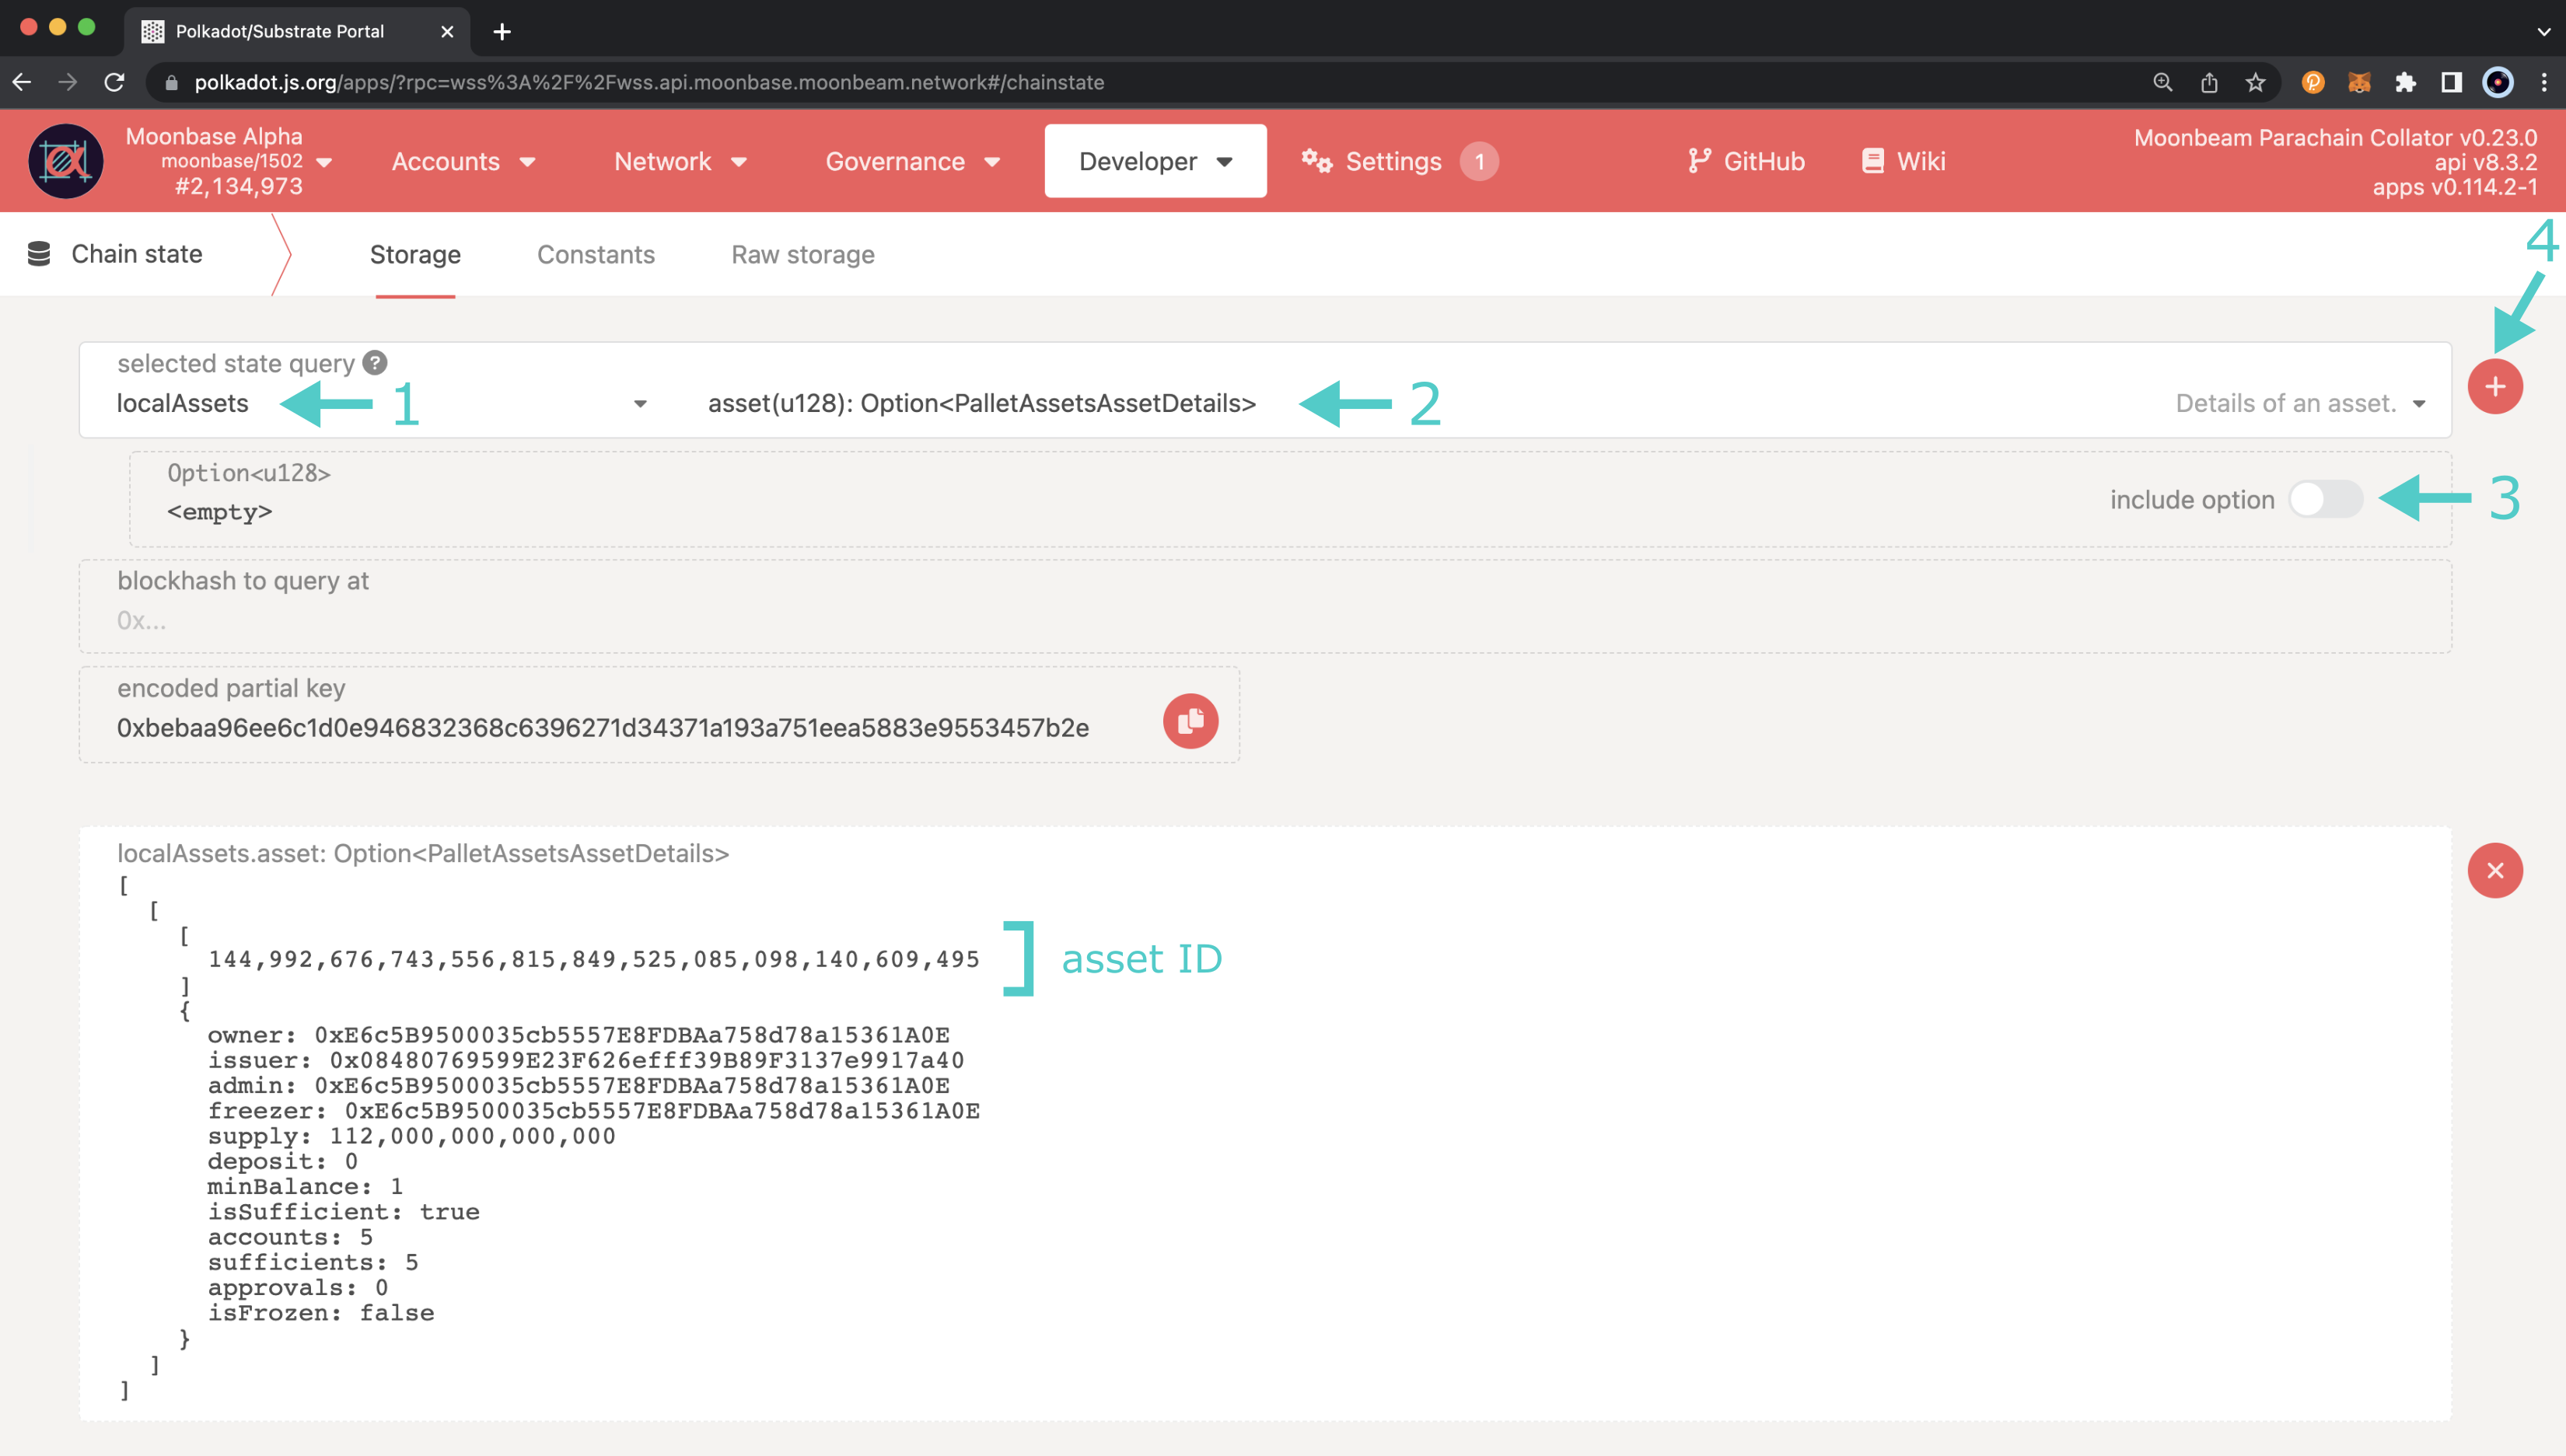 Polkadot/Substrate Portal
polkadot.js.org/apps/?rpc=wss%3A%2F%2Fwss.api.moonbase.moonbeam.network#/chainstate
Moonbase Alpha
moonbase/1502
#2,134,973
Accounts
Network
Governance
Developer
Settings 1
GitHub
Wiki
Moonbeam Parachain Collator v0.23.0
api v8.3.2
apps v0.114.2-1
Chain state
Storage
Constants
Raw storage
4
selected state query ?
localAssets
1
asset(u128): Option<PalletAssetsAssetDetails>
2
Details of an asset.
Option<u128>
<empty>
include option
3
blockhash to query at
0x...
encoded partial key
0xbebaa96ee6c1d0e946832368c6396271d34371a193a751eea5883e9553457b2e
localAssets.asset: Option<PalletAssetsAssetDetails>
[
[
[
144,992,676,743,556,815,849,525,085,098,140,609,495
asset ID
]
{
owner: 0xE6c5B9500035cb5557E8FDBAa758d78a15361A0E
issuer: 0x08480769599E23F626efff39B89F3137e9917a40
admin: 0xE6c5B9500035cb5557E8FDBAa758d78a15361A0E
freezer: 0xE6c5B9500035cb5557E8FDBAa758d78a15361A0E
supply: 112,000,000,000,000
deposit: 0
minBalance: 1
isSufficient: true
accounts: 5
sufficients: 5
approvals: 0
isFrozen: false
}
]
]